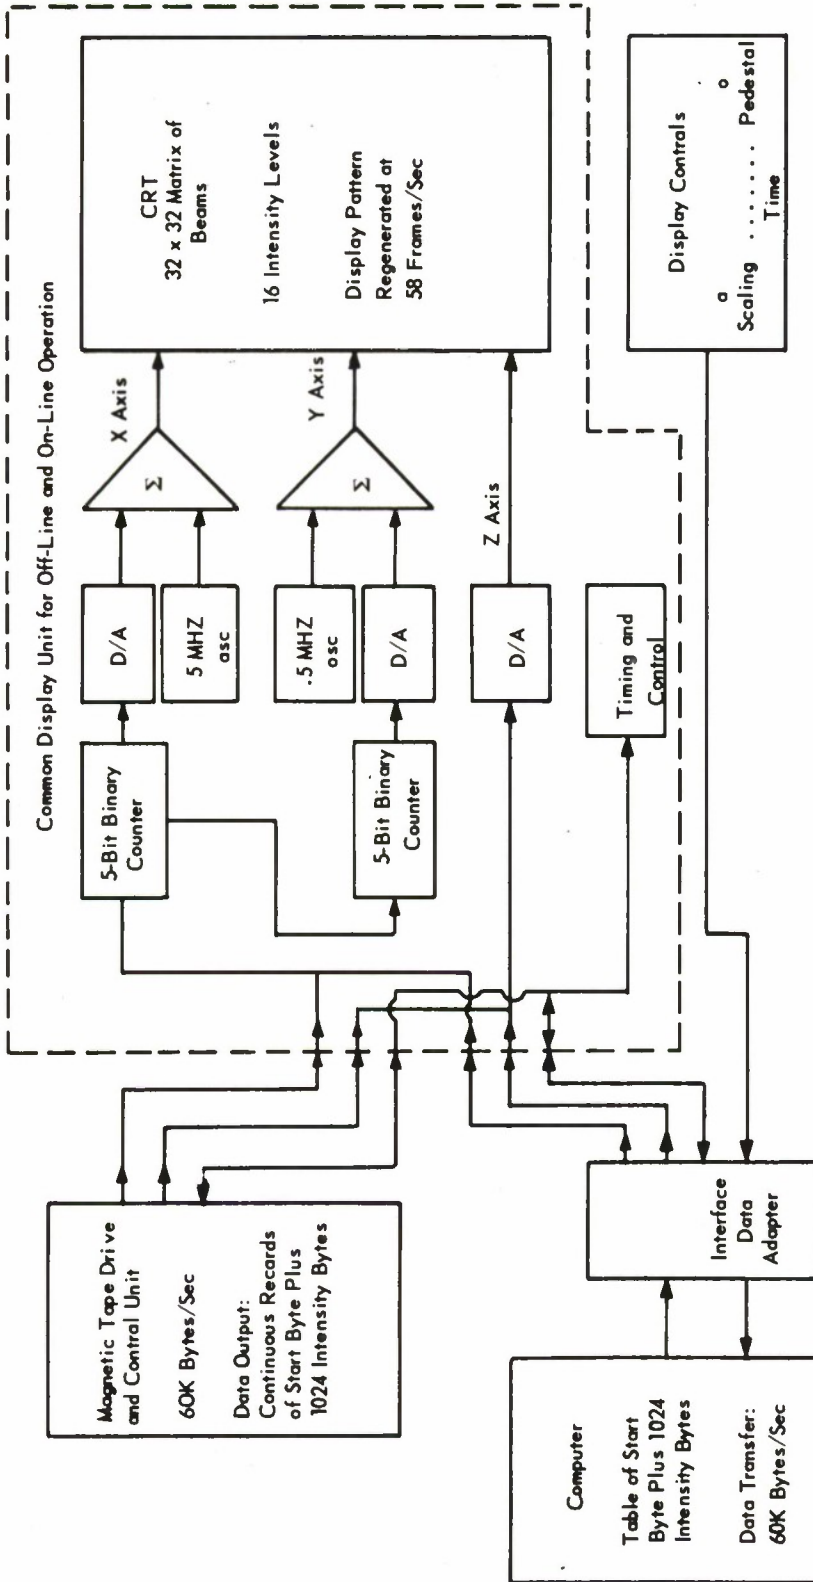 Common Display Unit for Off-Line and On-Line Operation
Magnetic Tape Drive
and Cantral Unit
60K Bytes/Sec
Data Output:
Continuous Recards
of Start Byte Plus
1024 Intensity Bytes
5-Bit Binary
Counter
D/A
5 MHZ
asc
Σ
X Axis
5-Bit Binary
Counter
.5 MHZ
osc
D/A
Σ
Y Axis
D/A
Z Axis
CRT
32 x 32 Matrix of
Beams
16 Intensity Levels
Display Pattern
Regenerated at
58 Frames/Sec
Timing and
Control
Computer
Table of Start
Byte Plus 1024
Intensity Bytes
Data Transfer:
60K Bytes/Sec
Interface
Data
Adapter
Display Controls
a o
Scaling ........ Pedestal
Time